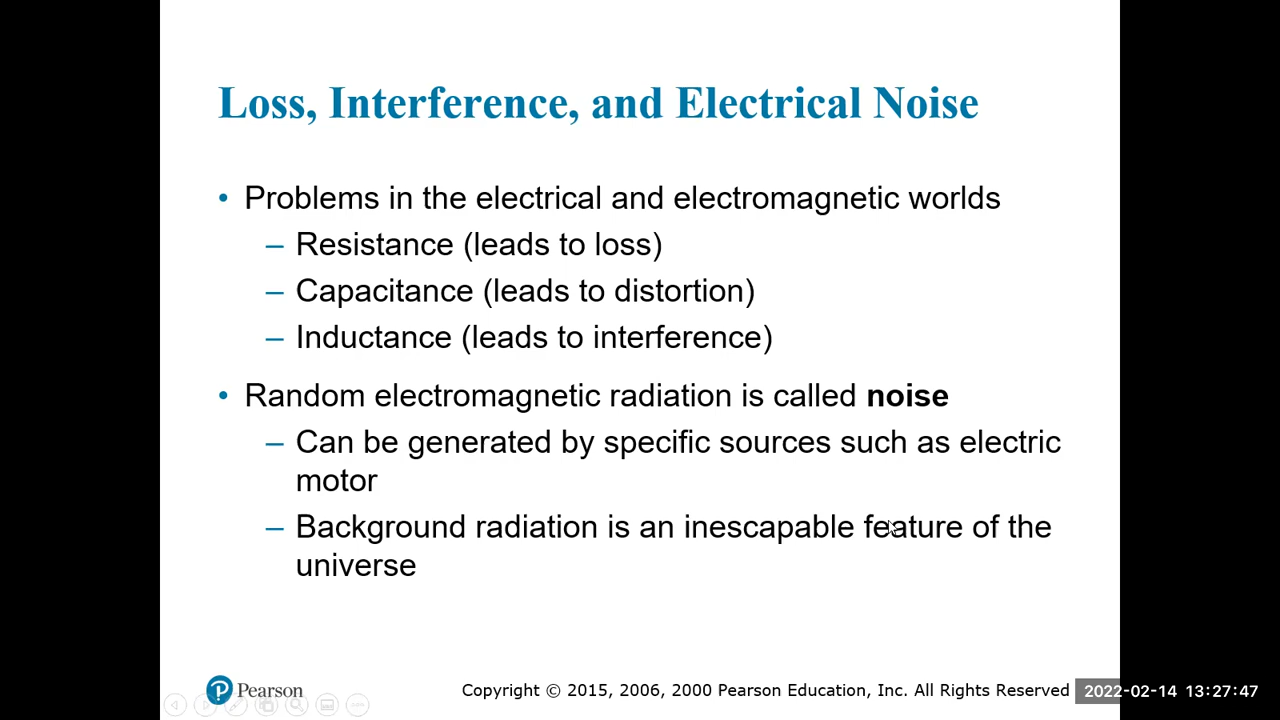 Loss, Interference, and Electrical Noise
• Problems in the electrical and electromagnetic worlds
– Resistance (leads to loss)
– Capacitance (leads to distortion)
– Inductance (leads to interference)
• Random electromagnetic radiation is called noise
– Can be generated by specific sources such as electric
motor
– Background radiation is an inescapable feature of the
universe
Pearson
Copyright © 2015, 2006, 2000 Pearson Education, Inc. All Rights Reserved
2022-02-14 13:27:47